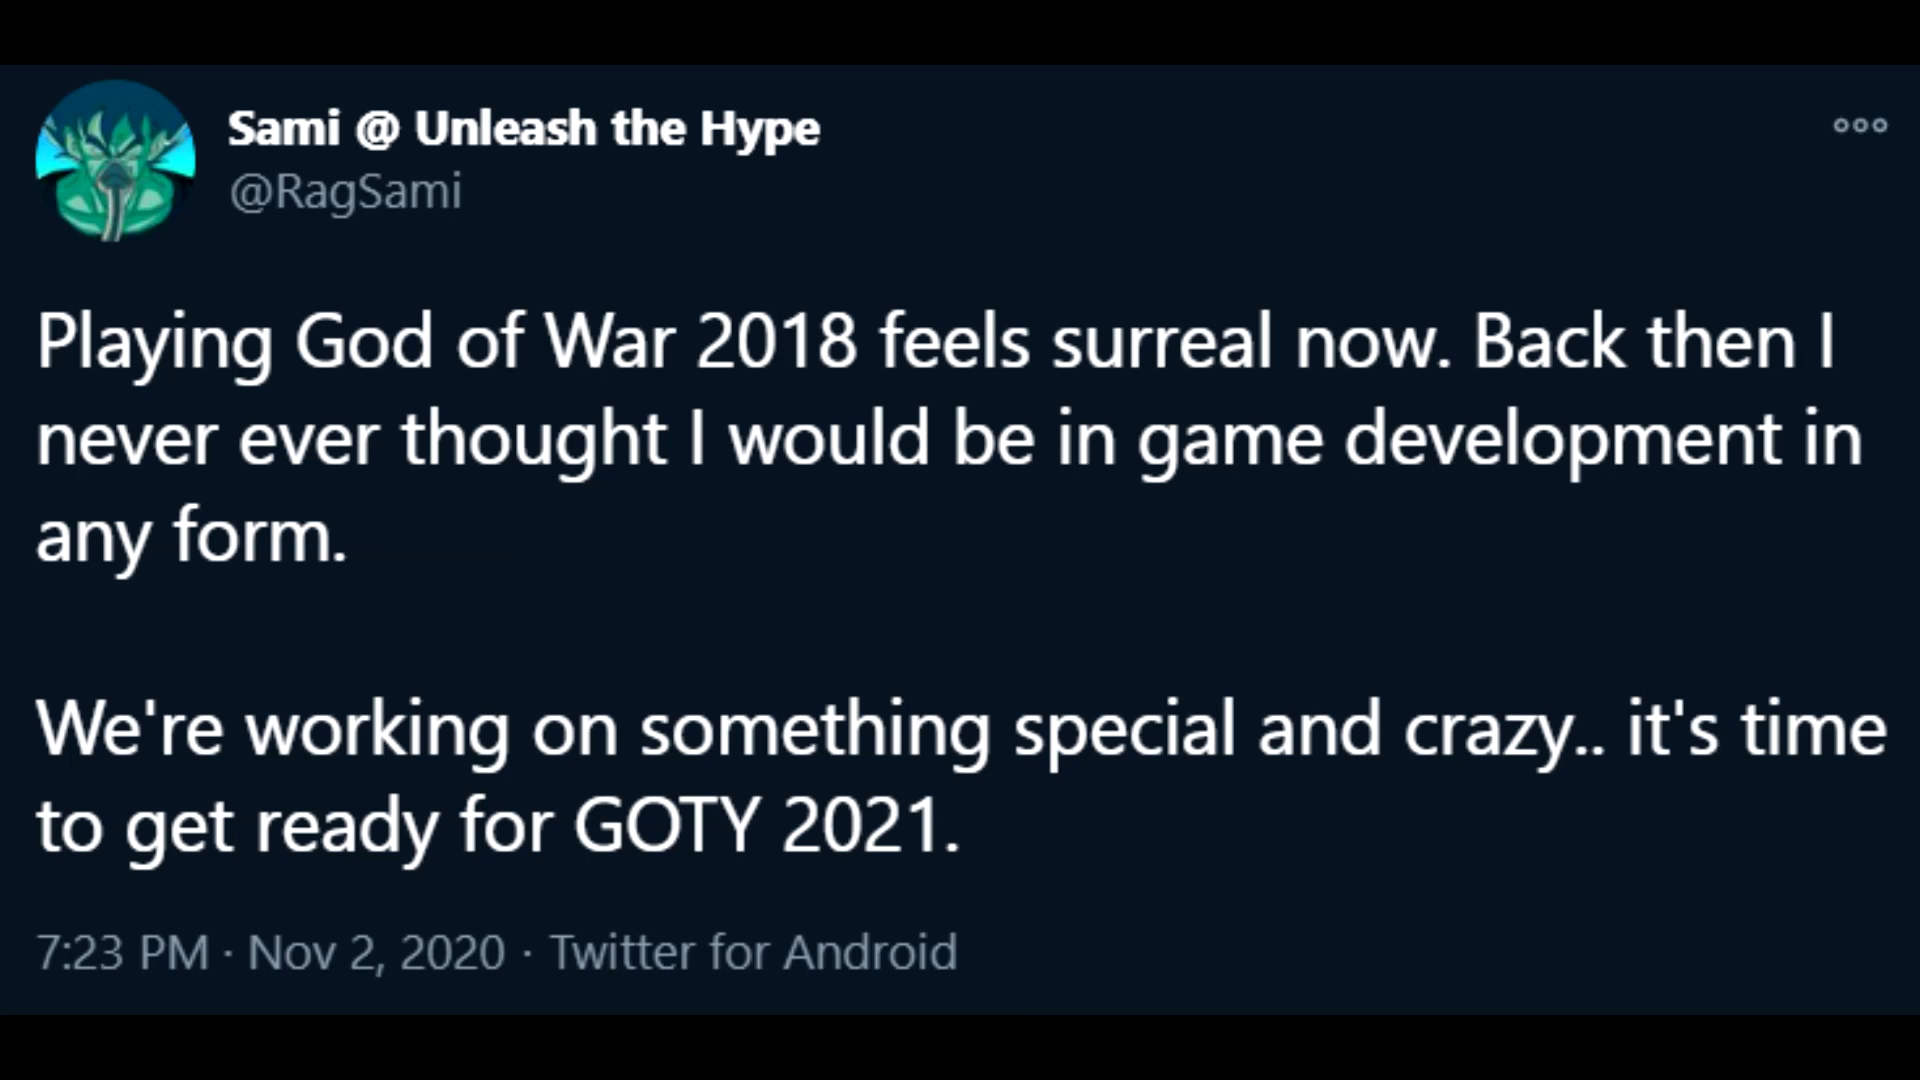 Sami @ Unleash the Hype
@RagSami
Playing God of War 2018 feels surreal now. Back then I
never ever thought I would be in game development in
any form.
We're working on something special and crazy.. it's time
to get ready for GOTY 2021.
7:23 PM · Nov 2, 2020 · Twitter for Android